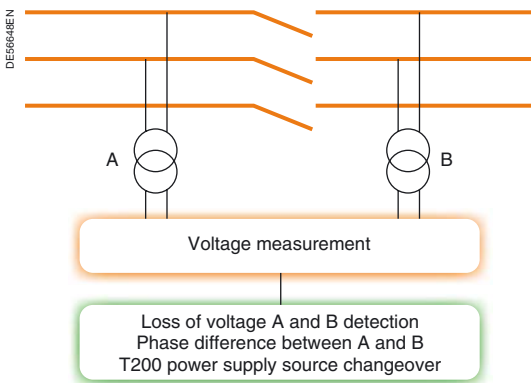 DE56648EN
A
B
Voltage measurement
Loss of voltage A and B detection
Phase difference between A and B
T200 power supply source changeover